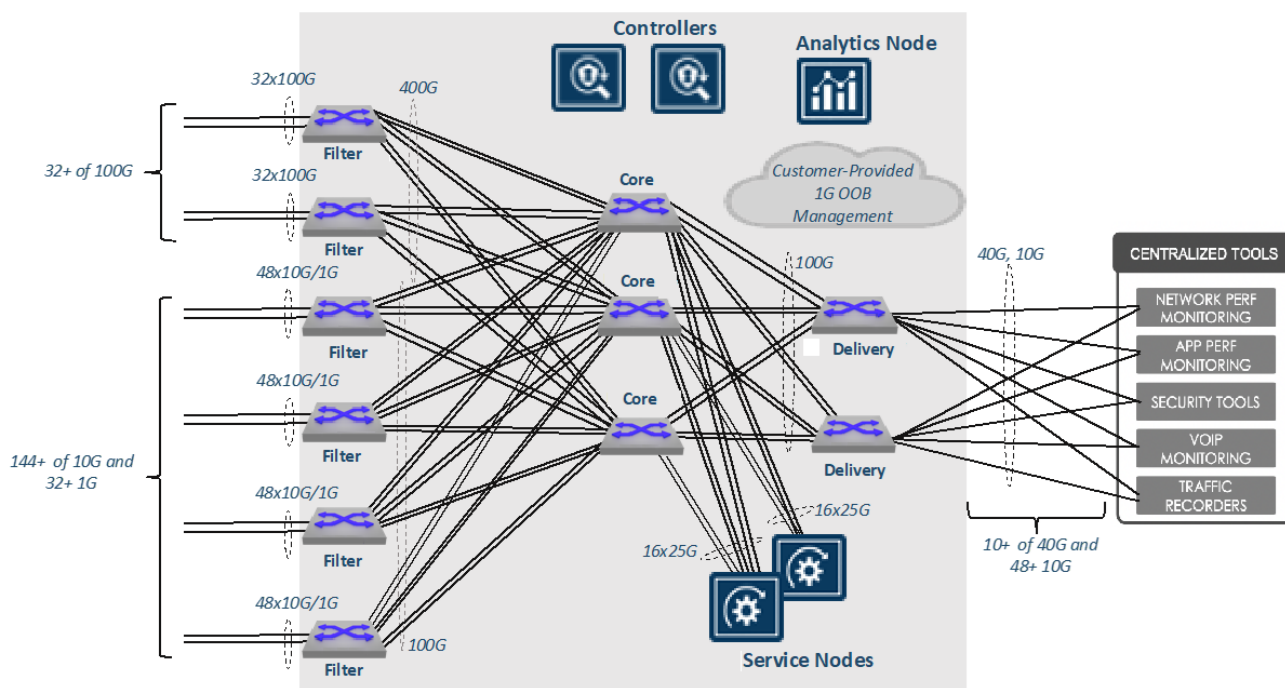 Controllers
Analytics Node
32x100G
400G
Filter
32+ of 100G
32x100G
Filter
Core
Customer-Provided
1G OOB
Management
48x10G/1G
Filter
Core
100G
Delivery
40G, 10G
CENTRALIZED TOOLS
NETWORK PERF
MONITORING
APP PERF
MONITORING
SECURITY TOOLS
VOIP
MONITORING
TRAFFIC
RECORDERS
48x10G/1G
Filter
Core
Delivery
144+ of 10G and
32+ 1G
48x10G/1G
Filter
16x25G
16x25G
10+ of 40G and
48+ 10G
48x10G/1G
Filter
100G
Service Nodes